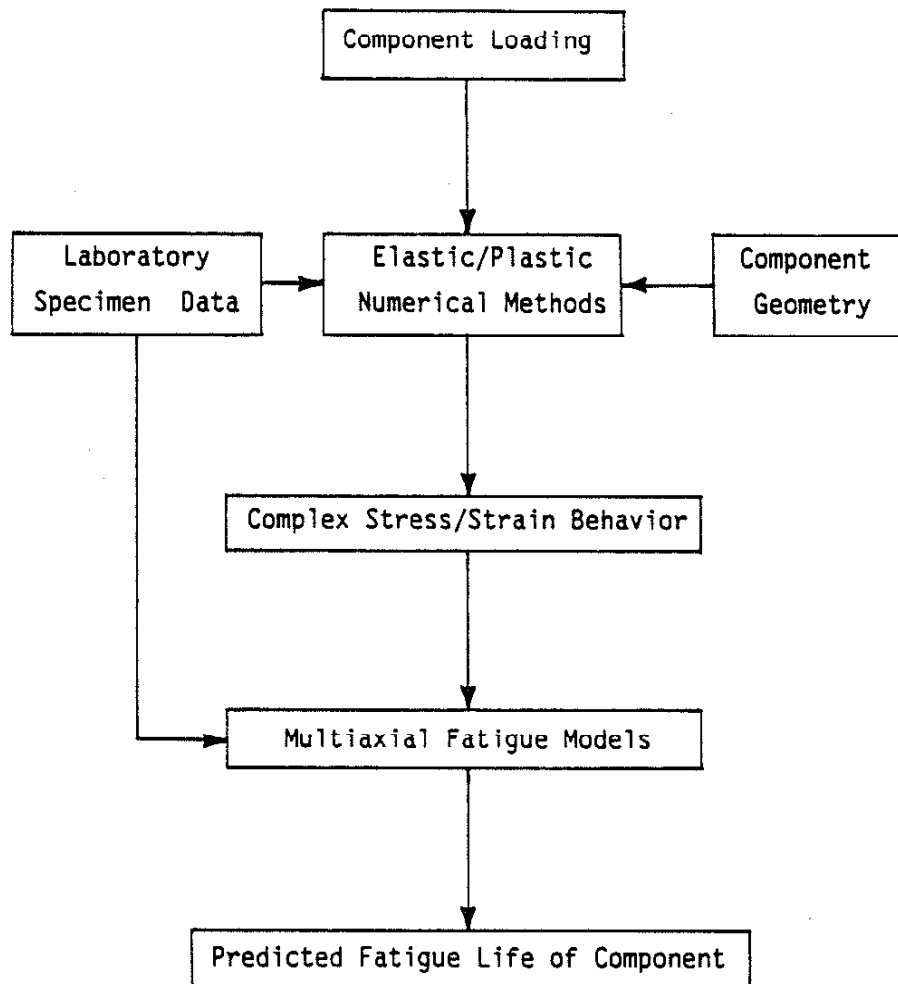 Component Loading
Laboratory
Specimen Data
Elastic/Plastic
Numerical Methods
Component
Geometry
Complex Stress/Strain Behavior
Multiaxial Fatigue Models
Predicted Fatigue Life of Component